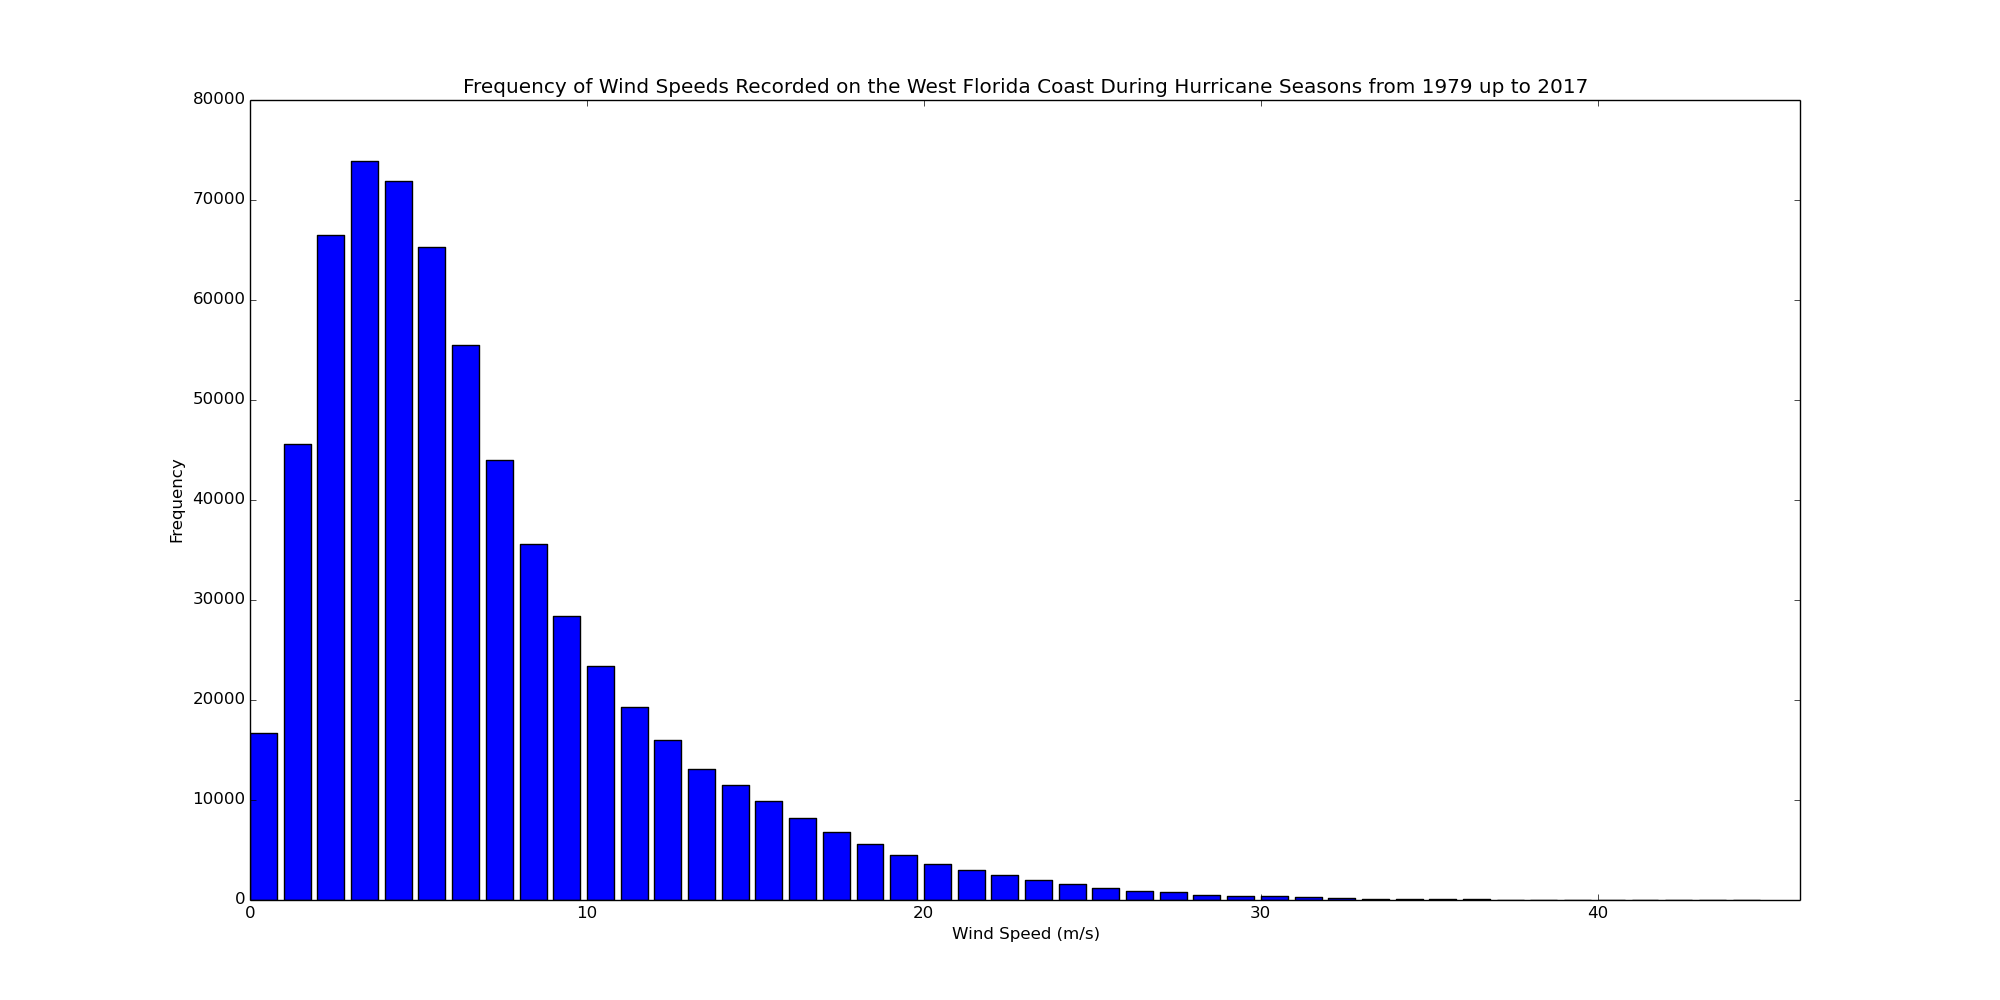 Frequency of Wind Speeds Recorded on the West Florida Coast During Hurricane Seasons from 1979 up to 2017
80000
70000
60000
50000
40000
30000
20000
10000
0
Frequency
0 10 20 30 40
Wind Speed (m/s)